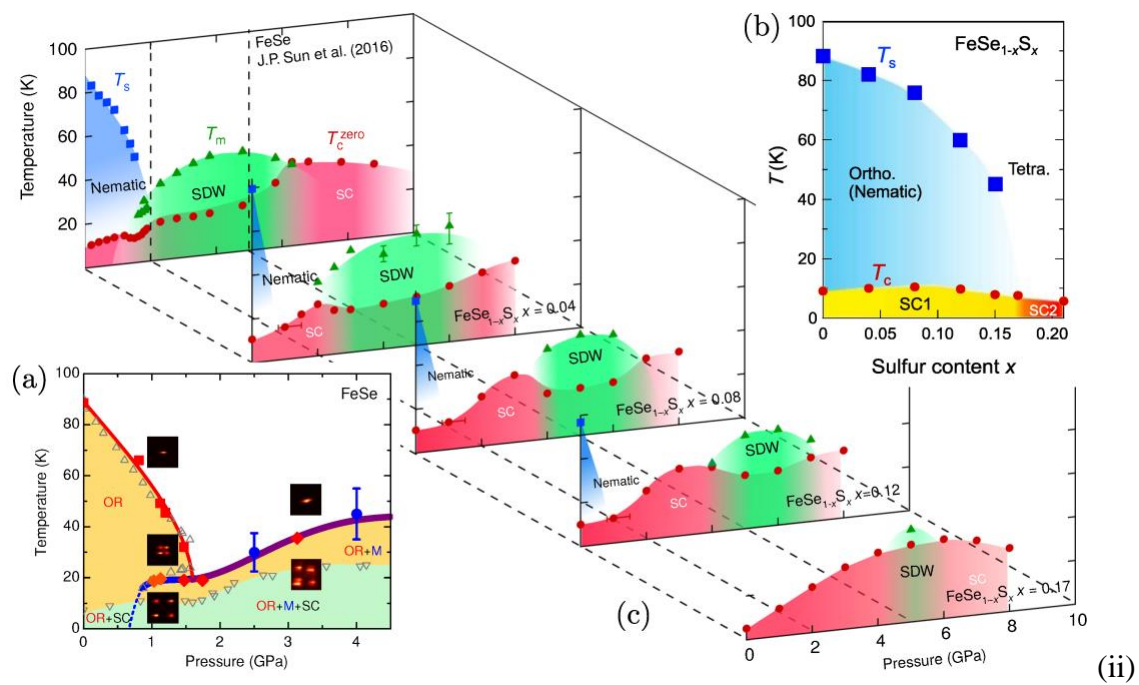 FeSe
J.P. Sun et al. (2016)
Temperature (K)
100
80
60
40
20
Ts
Tm
Tc zero
Nematic
SDW
SC
Nematic
SDW
SC
FeSe1-xSx x = 0.04
Nematic
SDW
SC
FeSe1-xSx x = 0.08
Nematic
SDW
SC
FeSe1-xSx x=0.12
SDW
SC
FeSe1-xSx x = 0.17
0
2
4
6
8
10
Pressure (GPa)
(c)
(ii)
(b)
FeSe1-xSx
T(K)
100
80
60
40
20
0
Ts
Ortho.
(Nematic)
Tetra.
Tc
SC1
SC2
0
0.05
0.10
0.15
0.20
Sulfur content x
(a)
FeSe
Temperature (K)
100
80
60
40
20
0
OR
OR+M
OR+SC
OR+M+SC
0
1
2
3
4
Pressure (GPa)